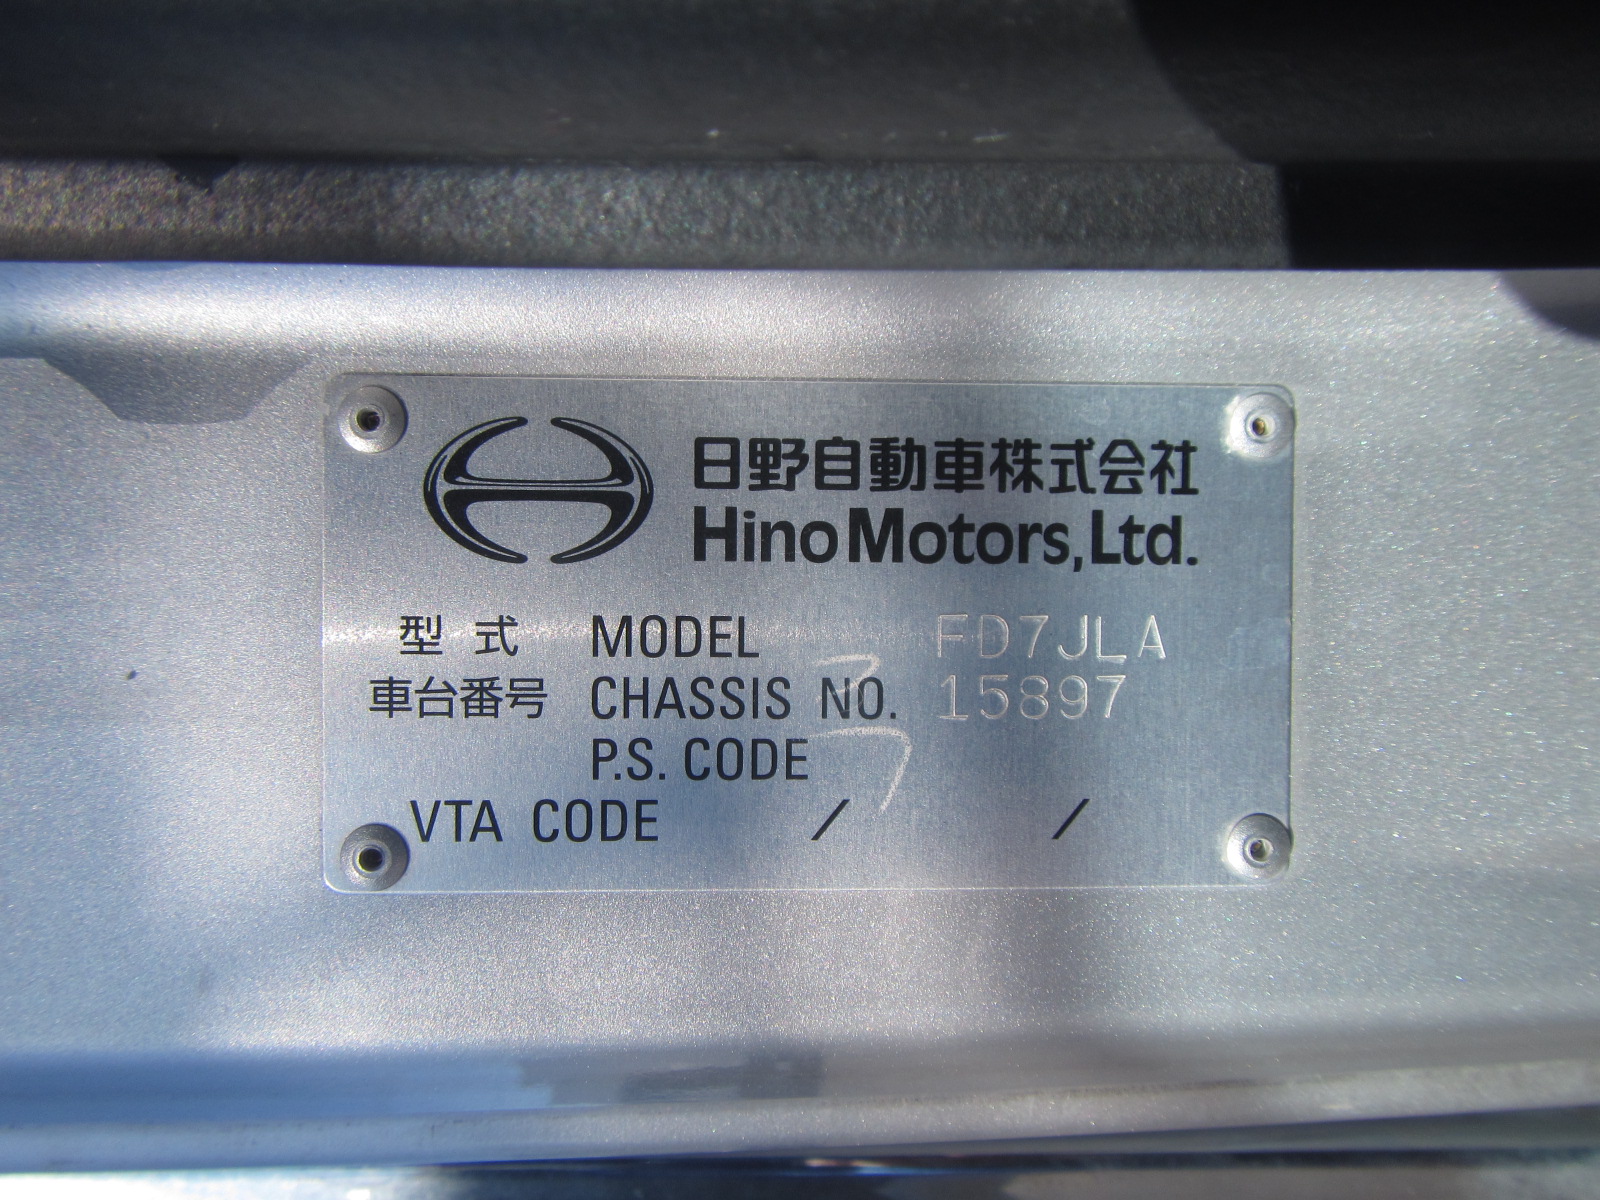 日野自動車株式会社
Hino Motors, Ltd.
型式 MODEL FD7JLA
車台番号 CHASSIS NO. 15897
P.S. CODE
VTA CODE / /